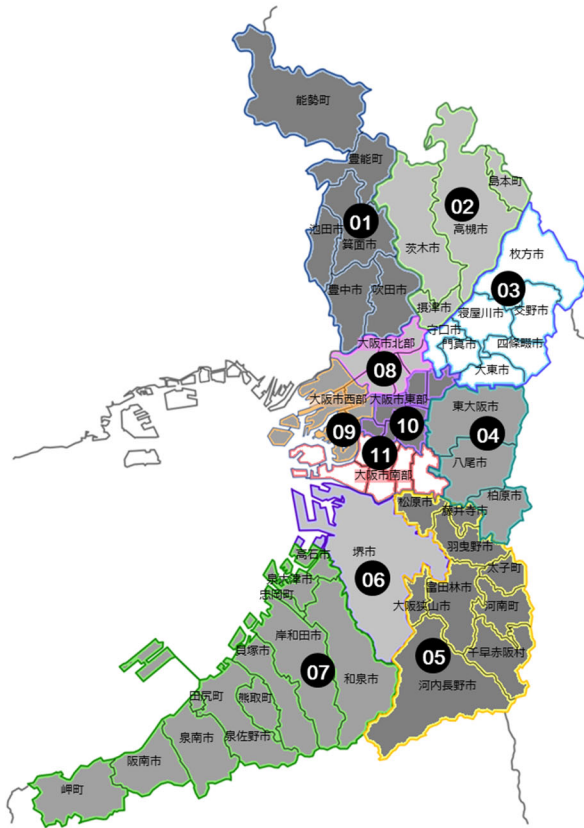 能勢町
豊能町
島本町
02
01
池田市
高槻市
箕面市
茨木市
枚方市
03
豊中市
吹田市
摂津市
寝屋川市
交野市
守口市
大阪市北部
門真市
四條畷市
08
大東市
大阪市西部
大阪市東部
東大阪市
09
10
04
11
八尾市
大阪市南部
柏原市
松原市
藤井寺市
羽曳野市
高石市
堺市
太子町
泉大津市
06
富田林市
忠岡町
大阪狭山市
河南町
岸和田市
貝塚市
07
05
千早赤阪村
和泉市
河内長野市
田尻町
熊取町
泉南市
泉佐野市
阪南市
岬町